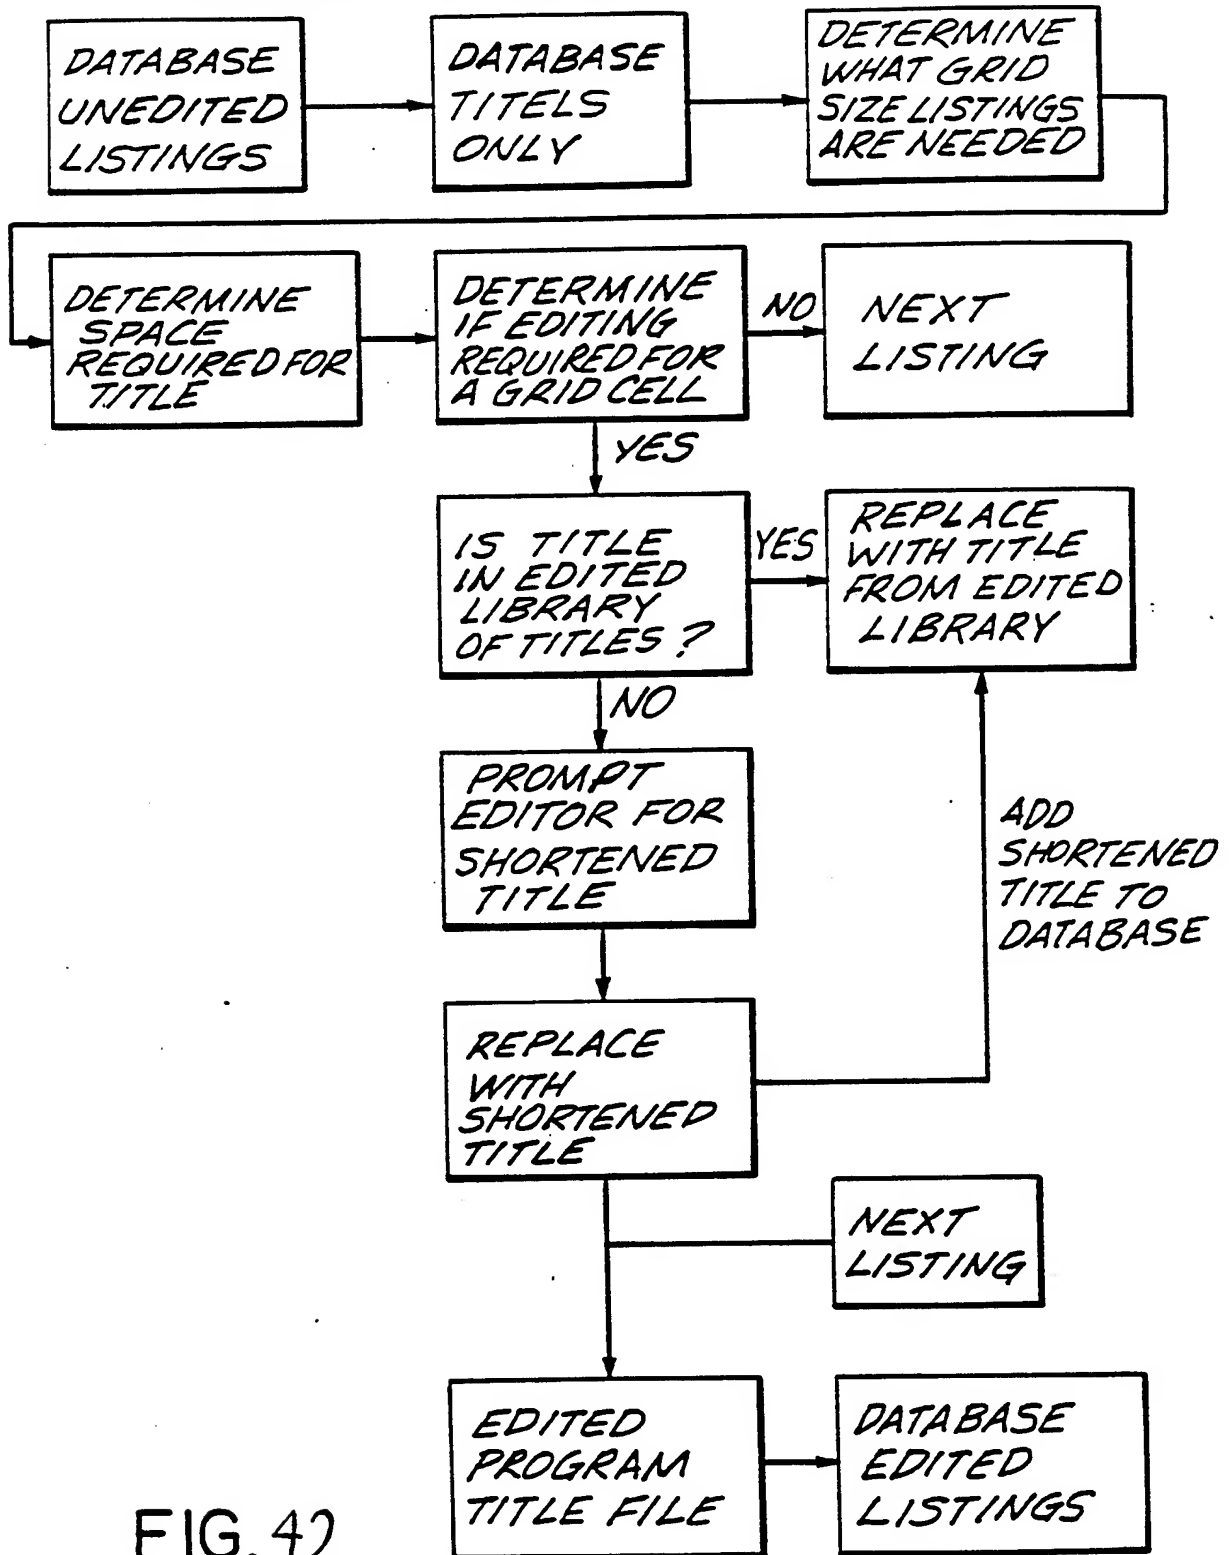 DATABASE
UNEDITED
LISTINGS
DATABASE
TITELS
ONLY
DETERMINE
WHAT GRID
SIZE LISTINGS
ARE NEEDED
DETERMINE
SPACE
REQUIRED FOR
TITLE
DETERMINE
IF EDITING
REQUIRED FOR
A GRID CELL
NO
NEXT
LISTING
YES
IS TITLE
IN EDITED
LIBRARY
OF TITLES?
YES
REPLACE
WITH TITLE
FROM EDITED
LIBRARY
NO
PROMPT
EDITOR FOR
SHORTENED
TITLE
ADD
SHORTENED
TITLE TO
DATABASE
REPLACE
WITH
SHORTENED
TITLE
NEXT
LISTING
EDITED
PROGRAM
TITLE FILE
DATABASE
EDITED
LISTINGS
FIG. 42